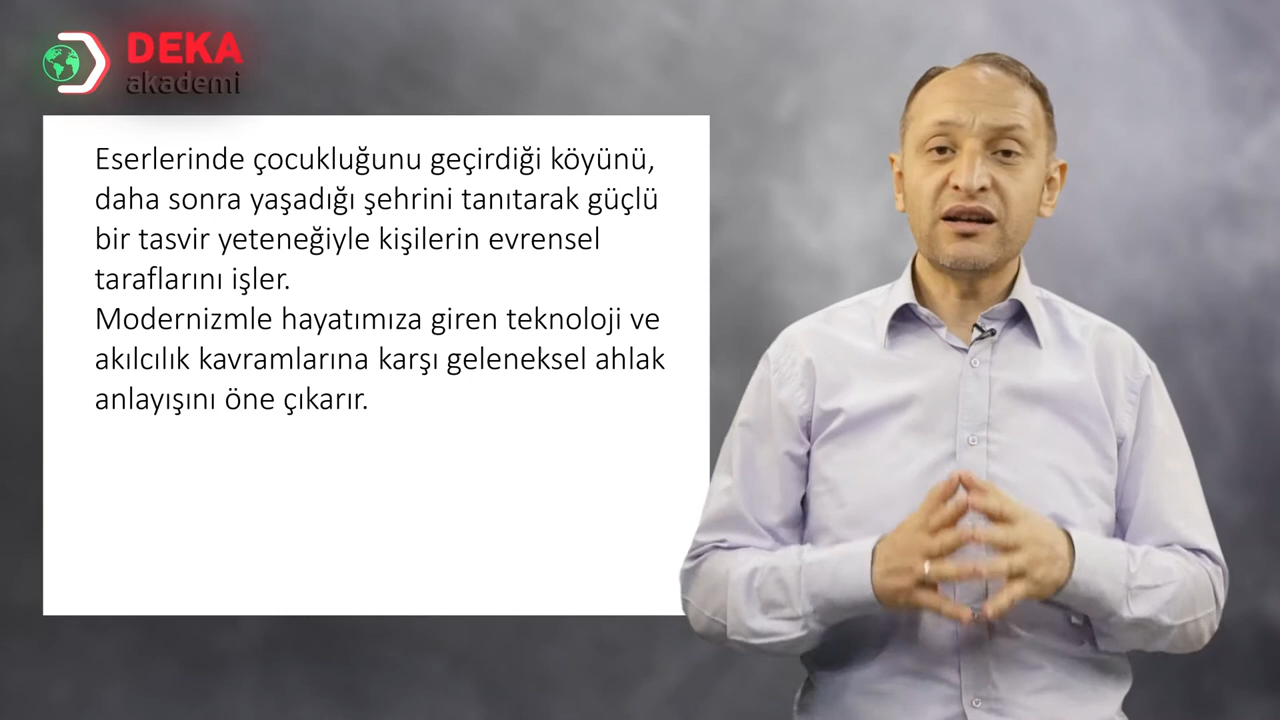 DEKA
akademi
Eserlerinde çocukluğunu geçirdiği köyünü,
daha sonra yaşadığı şehrini tanıtarak güçlü
bir tasvir yeteneğiyle kişilerin evrensel
taraflarını işler.
Modernizmle hayatımıza giren teknoloji ve
akılcılık kavramlarına karşı geleneksel ahlak
anlayışını öne çıkarır.